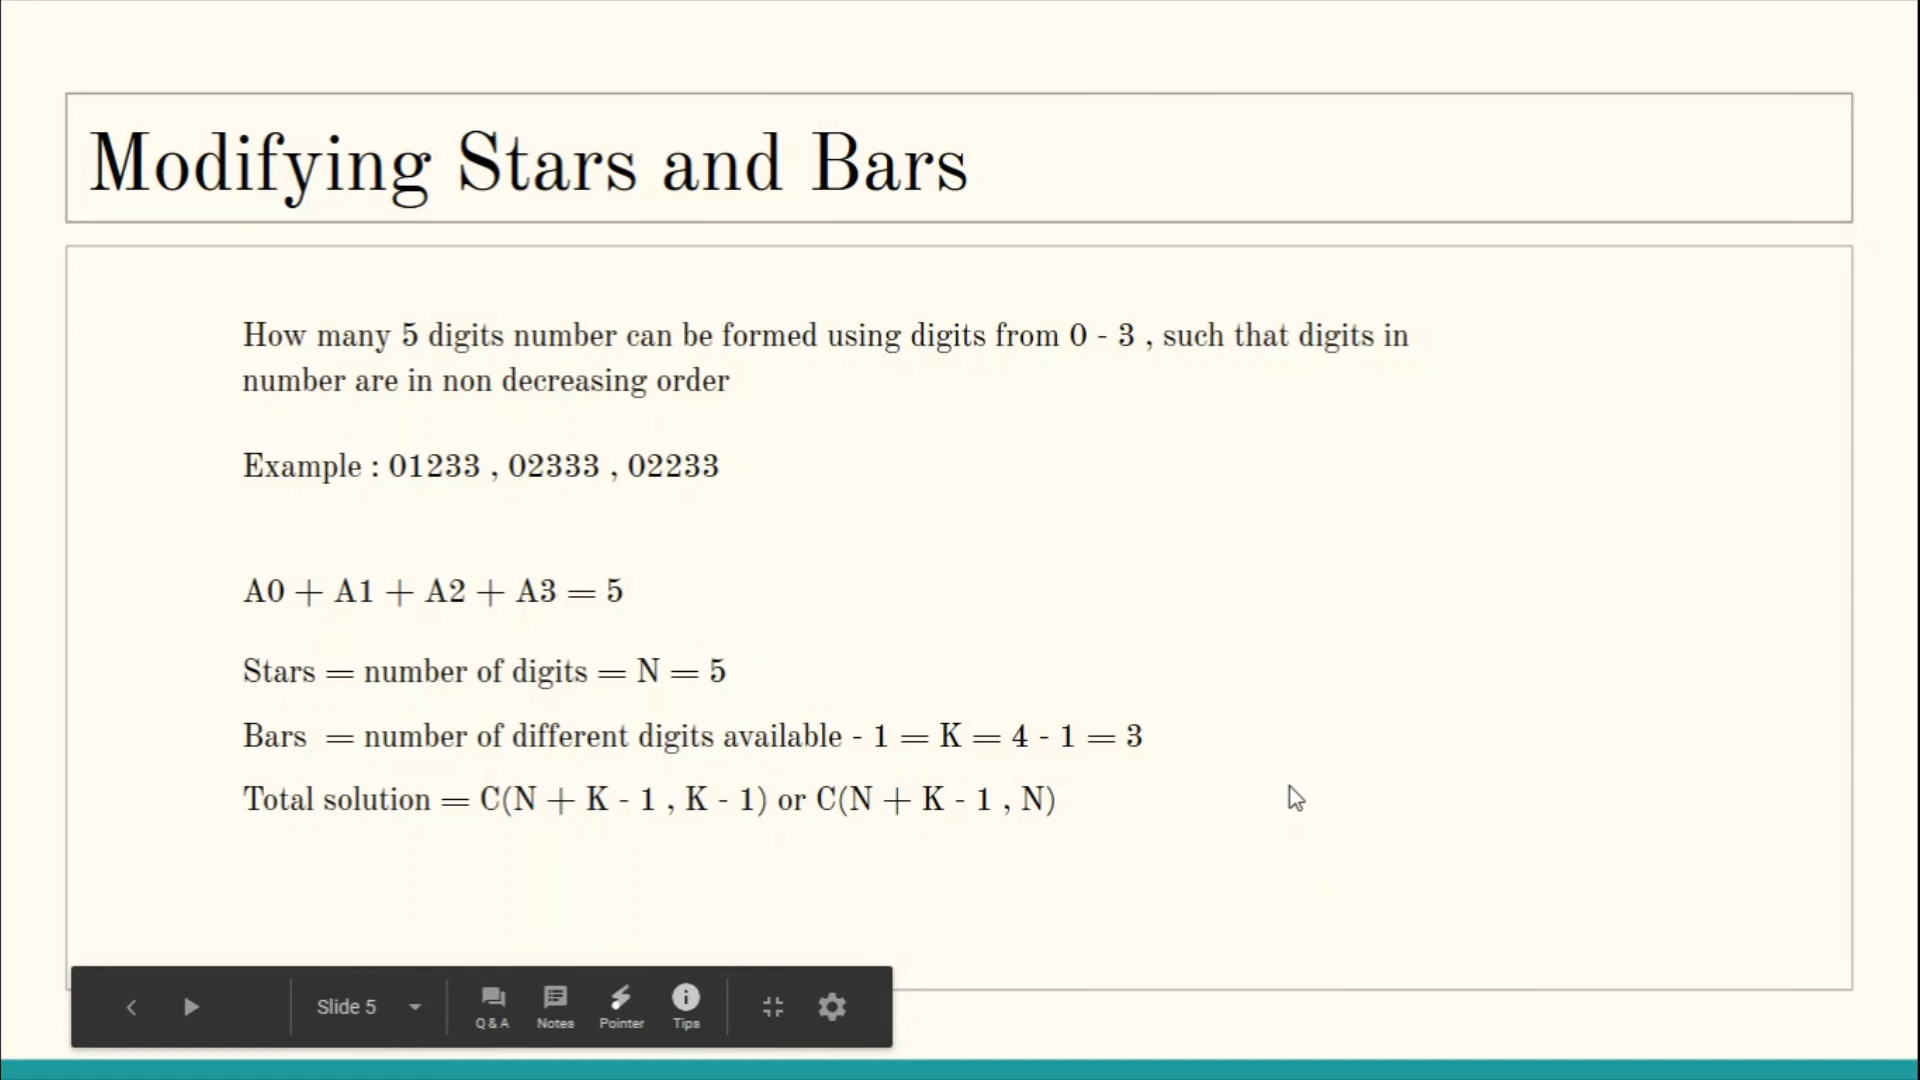 Modifying Stars and Bars
How many 5 digits number can be formed using digits from 0 - 3 , such that digits in
number are in non decreasing order
Example : 01233 , 02333 , 02233
A0 + A1 + A2 + A3 = 5
Stars = number of digits = N = 5
Bars = number of different digits available - 1 = K = 4 - 1 = 3
Total solution = C(N + K - 1 , K - 1) or C(N + K - 1 , N)
Slide 5
Q & A Notes Pointer Tips